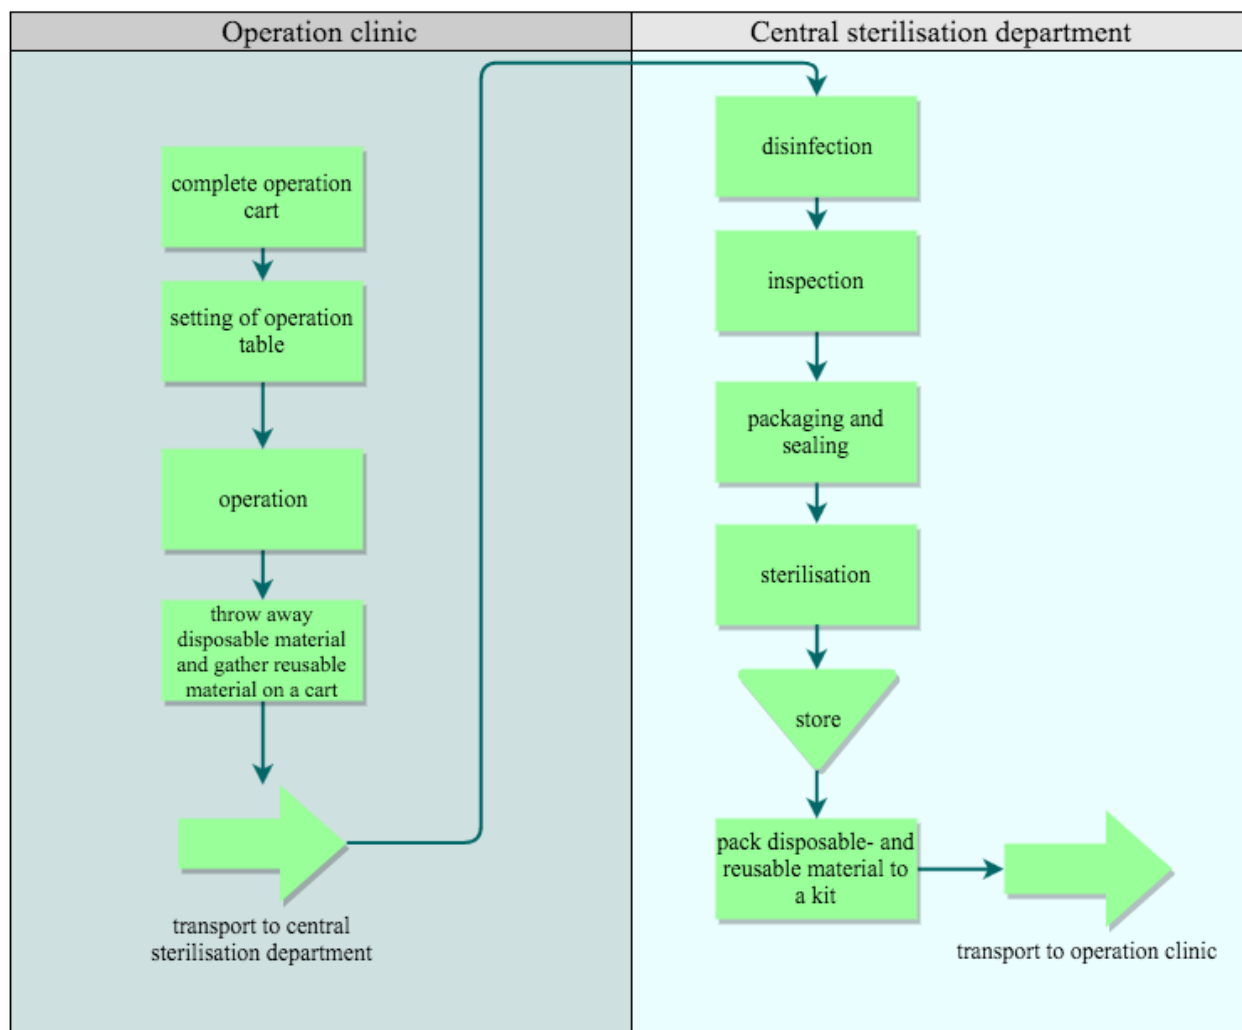 Operation clinic
Central sterilisation department
complete operation
cart
setting of operation
table
operation
throw away
disposable material
and gather reusable
material on a cart
transport to central
sterilisation department
disinfection
inspection
packaging and
sealing
sterilisation
store
pack disposable- and
reusable material to
a kit
transport to operation clinic